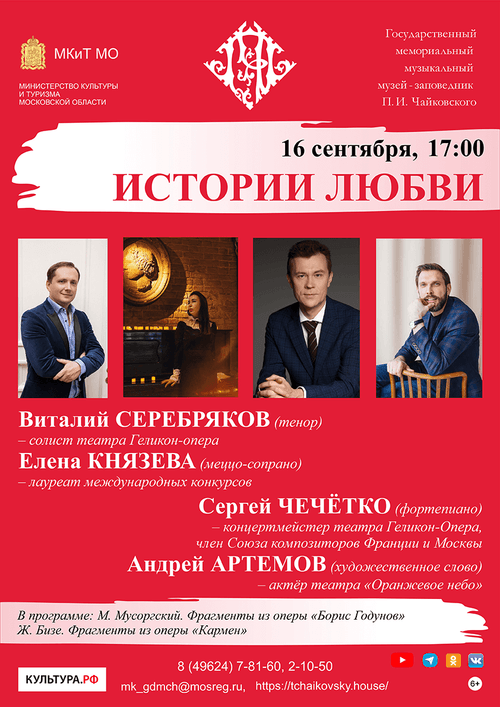 МКиТ МО
МИНИСТЕРСТВО КУЛЬТУРЫ
И ТУРИЗМА
МОСКОВСКОЙ ОБЛАСТИ
Государственный
мемориальный
музыкальный
музей - заповедник
П. И. Чайковского
16 сентября, 17:00
ИСТОРИИ ЛЮБВИ
Виталий СЕРЕБРЯКОВ (тенор)
– солист театра Геликон-опера
Елена КНЯЗЕВА (меццо-сопрано)
– лауреат международных конкурсов
Сергей ЧЕЧЁТКО (фортепиано)
– концертмейстер театра Геликон-Опера,
член Союза композиторов Франции и Москвы
Андрей АРТЕМОВ (художественное слово)
– актёр театра «Оранжевое небо»
В программе: М. Мусоргский. Фрагменты из оперы «Борис Годунов»
Ж. Бизе. Фрагменты из оперы «Кармен»
КУЛЬТУРА.РФ
8 (49624) 7-81-60, 2-10-50
mk_gdmch@mosreg.ru, https://tchaikovsky.house/
6+